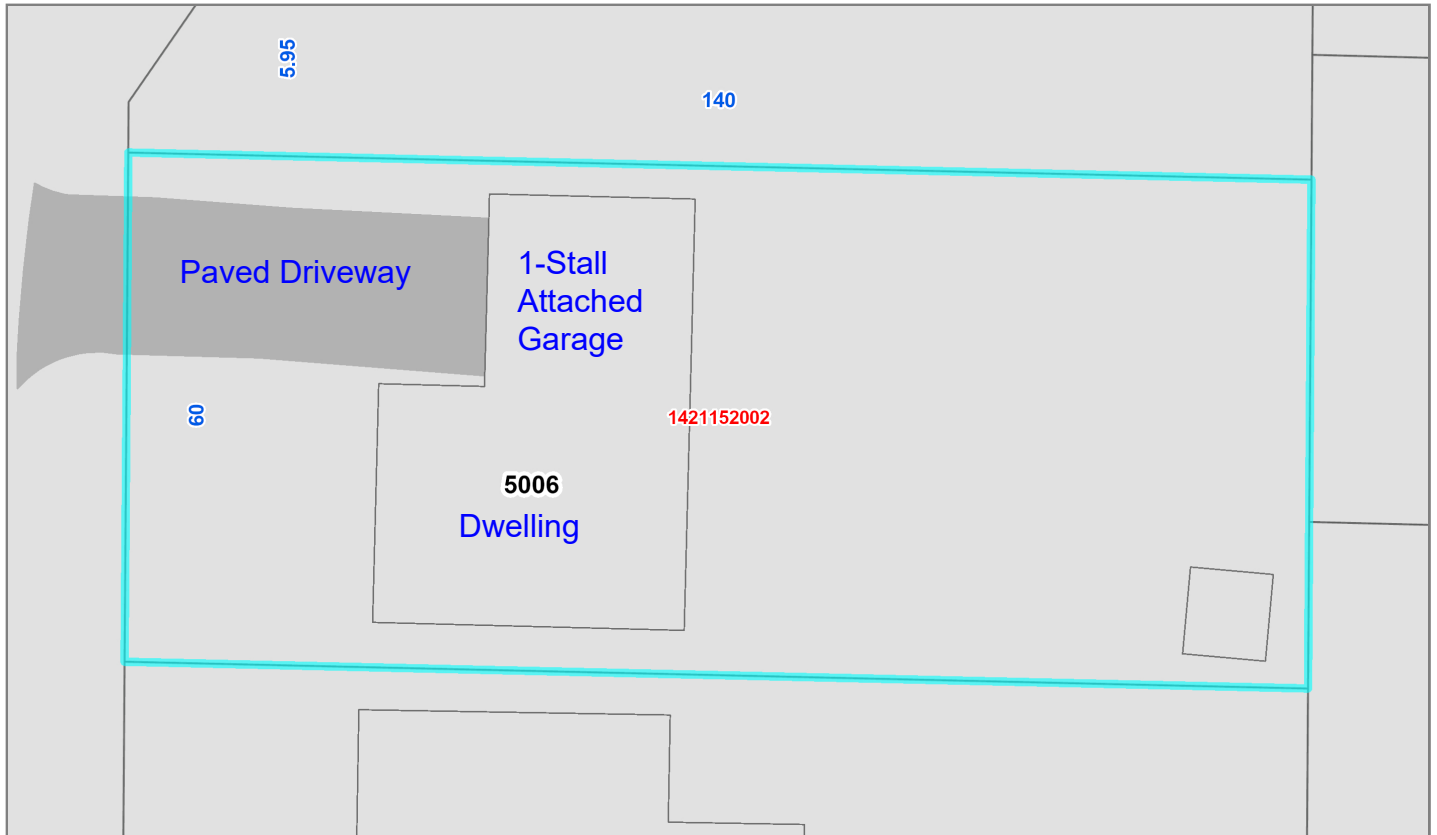 5.95
140
Paved Driveway
1-Stall
Attached
Garage
60
1421152002
5006
Dwelling